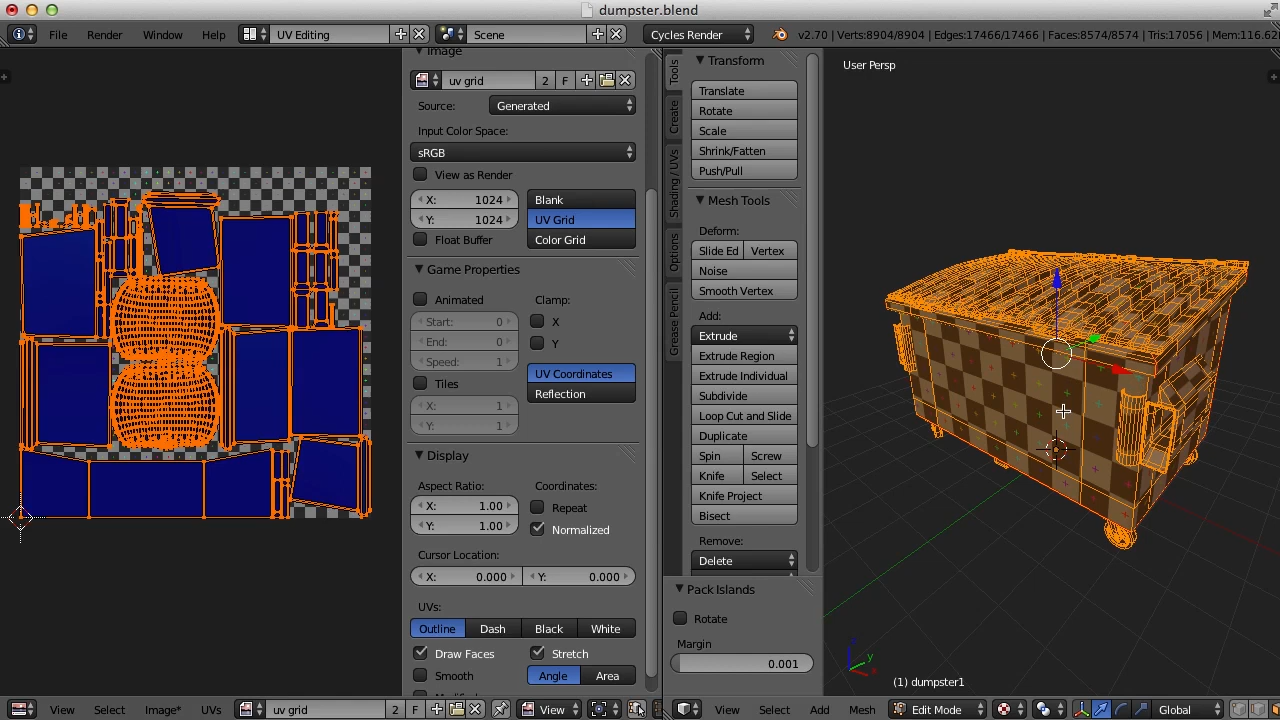 dumpster.blend
File Render Window Help UV Editing Scene Cycles Render v2.70 | Verts:8904/8904 | Edges:17466/17466 | Faces:8574/8574 | Tris:17056 | Mem:116.62
Image
uv grid 2 F
Source: Generated
Input Color Space:
sRGB
View as Render
X: 1024 Blank
Y: 1024 UV Grid
Float Buffer Color Grid
Game Properties
Animated Clamp:
Start: 0 X
End: 0 Y
Speed: 1 UV Coordinates
Tiles Reflection
X: 1
Y: 1
Display
Aspect Ratio: Coordinates:
X: 1.00 Repeat
Y: 1.00 Normalized
Cursor Location:
X: 0.000 Y: 0.000
UVs:
Outline Dash Black White
Draw Faces Stretch
Smooth Angle Area
View Select Image* UVs uv grid 2 F View
Tools
Create
Shading / UVs
Options
Grease Pencil
Transform
Translate
Rotate
Scale
Shrink/Fatten
Push/Pull
Mesh Tools
Deform:
Slide Ed Vertex
Noise
Smooth Vertex
Add:
Extrude
Extrude Region
Extrude Individual
Subdivide
Loop Cut and Slide
Duplicate
Spin Screw
Knife Select
Knife Project
Bisect
Remove:
Delete
Pack Islands
Rotate
Margin
0.001
User Persp
z
y
x
(1) dumpster1
View Select Add Mesh Edit Mode Global